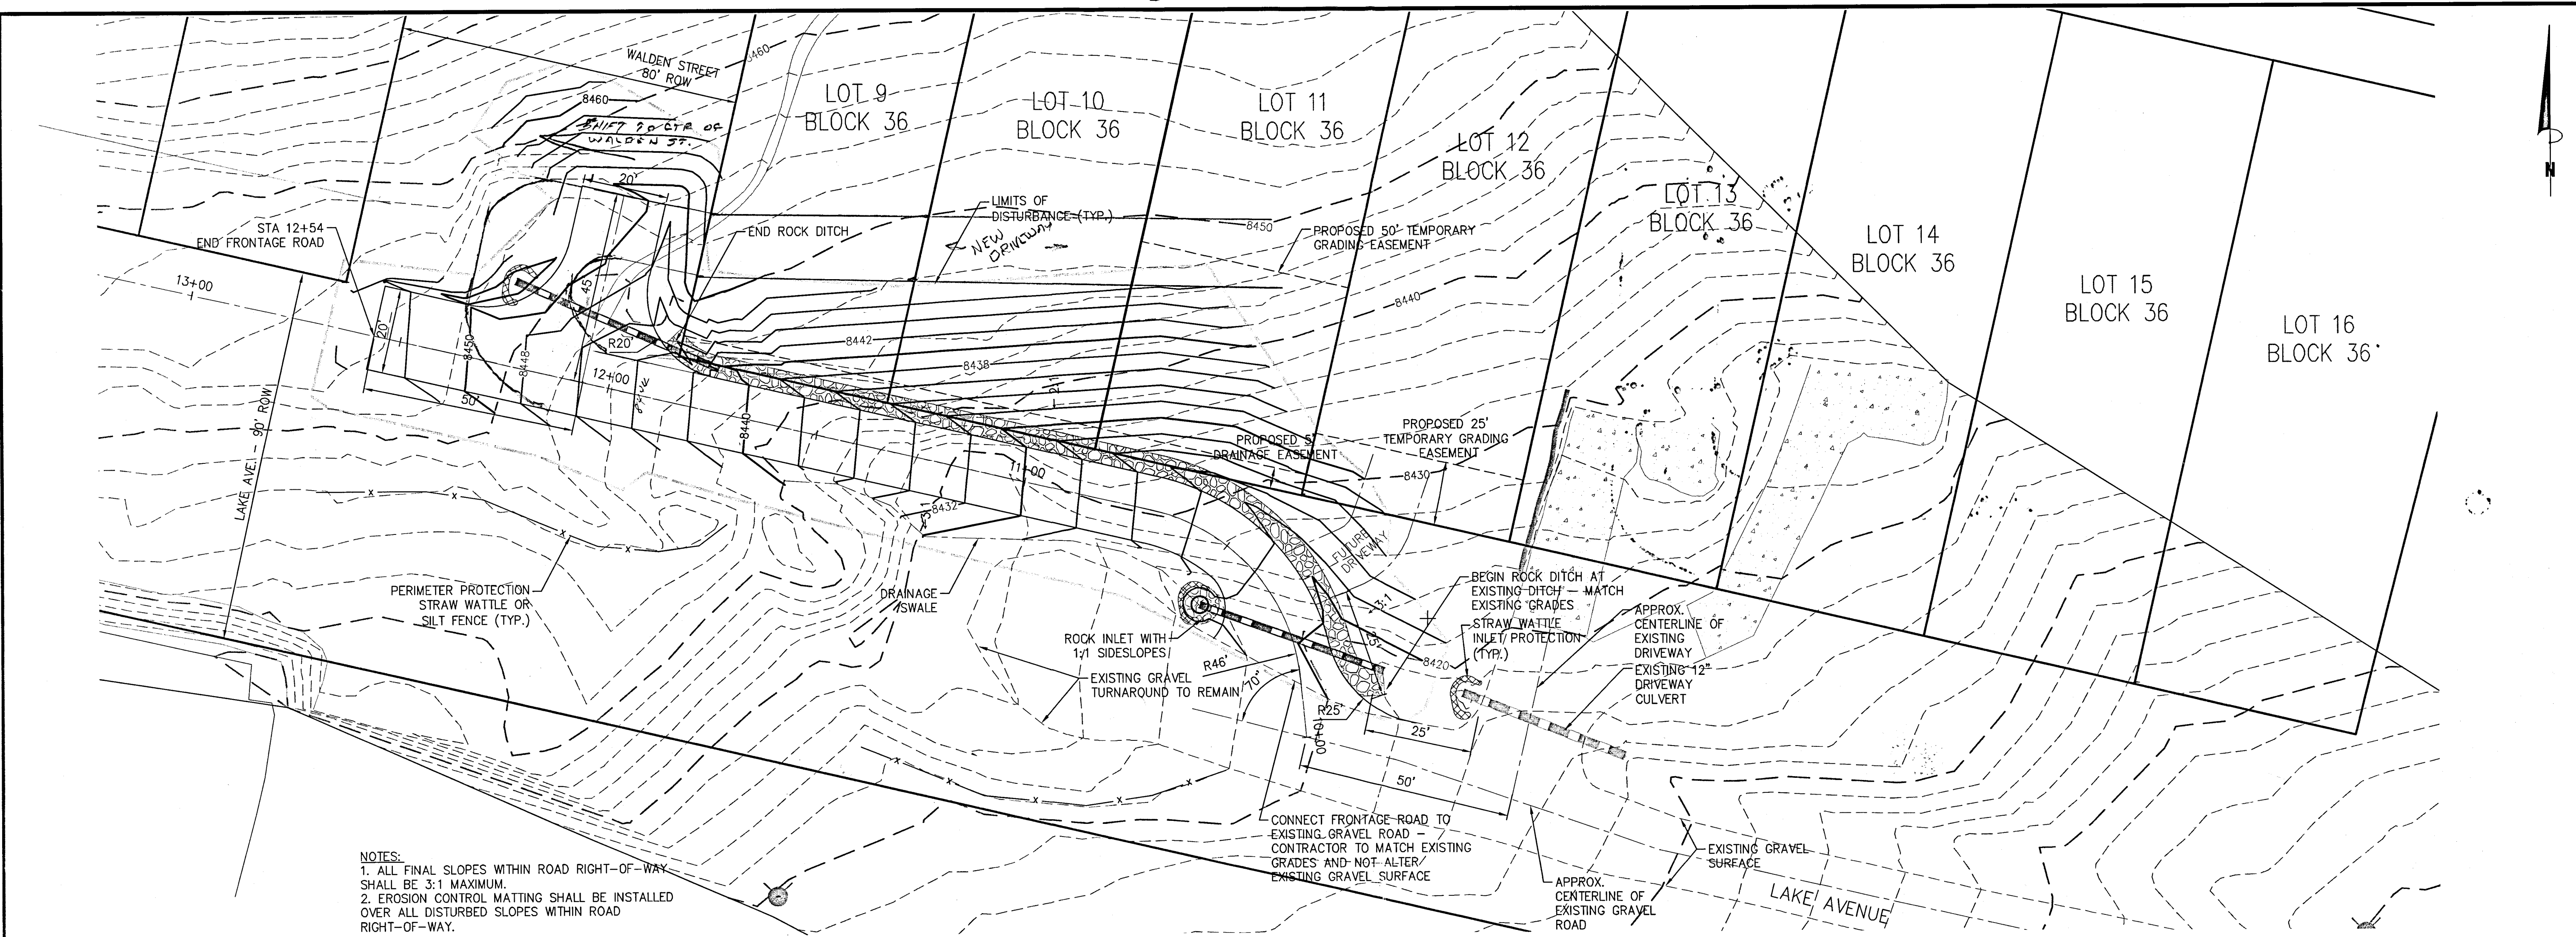 WALDEN STREET
80' ROW
8460
8460
SHIFT TO CTR OF
WALDEN ST.
20'
LOT 9
BLOCK 36
LOT 10
BLOCK 36
LOT 11
BLOCK 36
LOT 12
BLOCK 36
LOT 13
BLOCK 36
LOT 14
BLOCK 36
LOT 15
BLOCK 36
LOT 16
BLOCK 36
N
STA 12+54
END FRONTAGE ROAD
END ROCK DITCH
LIMITS OF
DISTURBANCE (TYP.)
NEW
DRIVEWAY
8450
PROPOSED 50' TEMPORARY
GRADING EASEMENT
8440
13+00
45'
20'
8450
8448
R20'
12+00
50'
8440
8442
8438
2:1
11+00
PROPOSED 5'
DRAINAGE EASEMENT
PROPOSED 25'
TEMPORARY GRADING
EASEMENT
8430
LAKE AVE. - 90' ROW
3:1
8432
PERIMETER PROTECTION
STRAW WATTLE OR
SILT FENCE (TYP.)
DRAINAGE
SWALE
FUTURE
DRIVEWAY
3:1
25'
8420
ROCK INLET WITH
1:1 SIDESLOPES
R46'
70°
EXISTING GRAVEL
TURNAROUND TO REMAIN
R25'
10+00
25'
50'
BEGIN ROCK DITCH AT
EXISTING DITCH - MATCH
EXISTING GRADES
STRAW WATTLE
INLET PROTECTION
(TYP.)
APPROX.
CENTERLINE OF
EXISTING
DRIVEWAY
EXISTING 12"
DRIVEWAY
CULVERT
CONNECT FRONTAGE ROAD TO
EXISTING GRAVEL ROAD -
CONTRACTOR TO MATCH EXISTING
GRADES AND NOT ALTER
EXISTING GRAVEL SURFACE
APPROX.
CENTERLINE OF
EXISTING GRAVEL
ROAD
EXISTING GRAVEL
SURFACE
LAKE AVENUE
NOTES:
1. ALL FINAL SLOPES WITHIN ROAD RIGHT-OF-WAY
SHALL BE 3:1 MAXIMUM.
2. EROSION CONTROL MATTING SHALL BE INSTALLED
OVER ALL DISTURBED SLOPES WITHIN ROAD
RIGHT-OF-WAY.